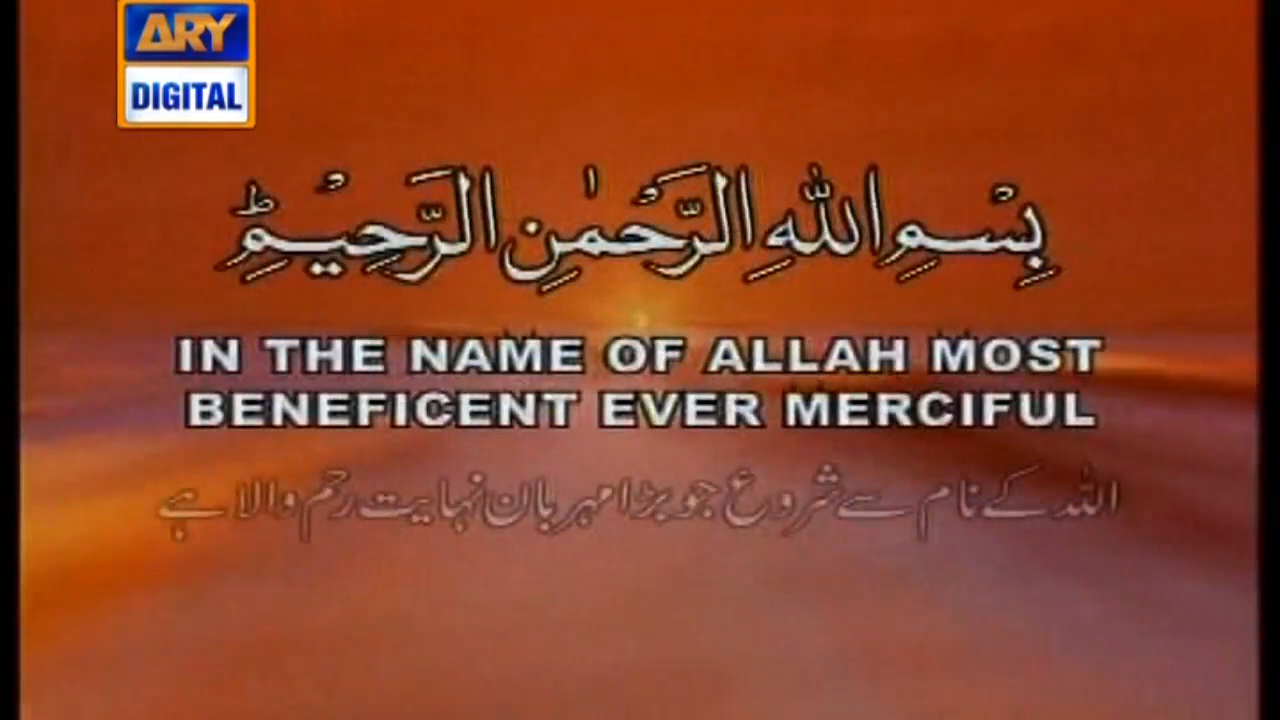 ARY
DIGITAL
بِسْمِ اللّٰهِ الرَّحْمٰنِ الرَّحِيْمِ ؕ
IN THE NAME OF ALLAH MOST
BENEFICENT EVER MERCIFUL
اللہ کے نام سے شروع جو بڑا مہربان نہایت رحم والا ہے